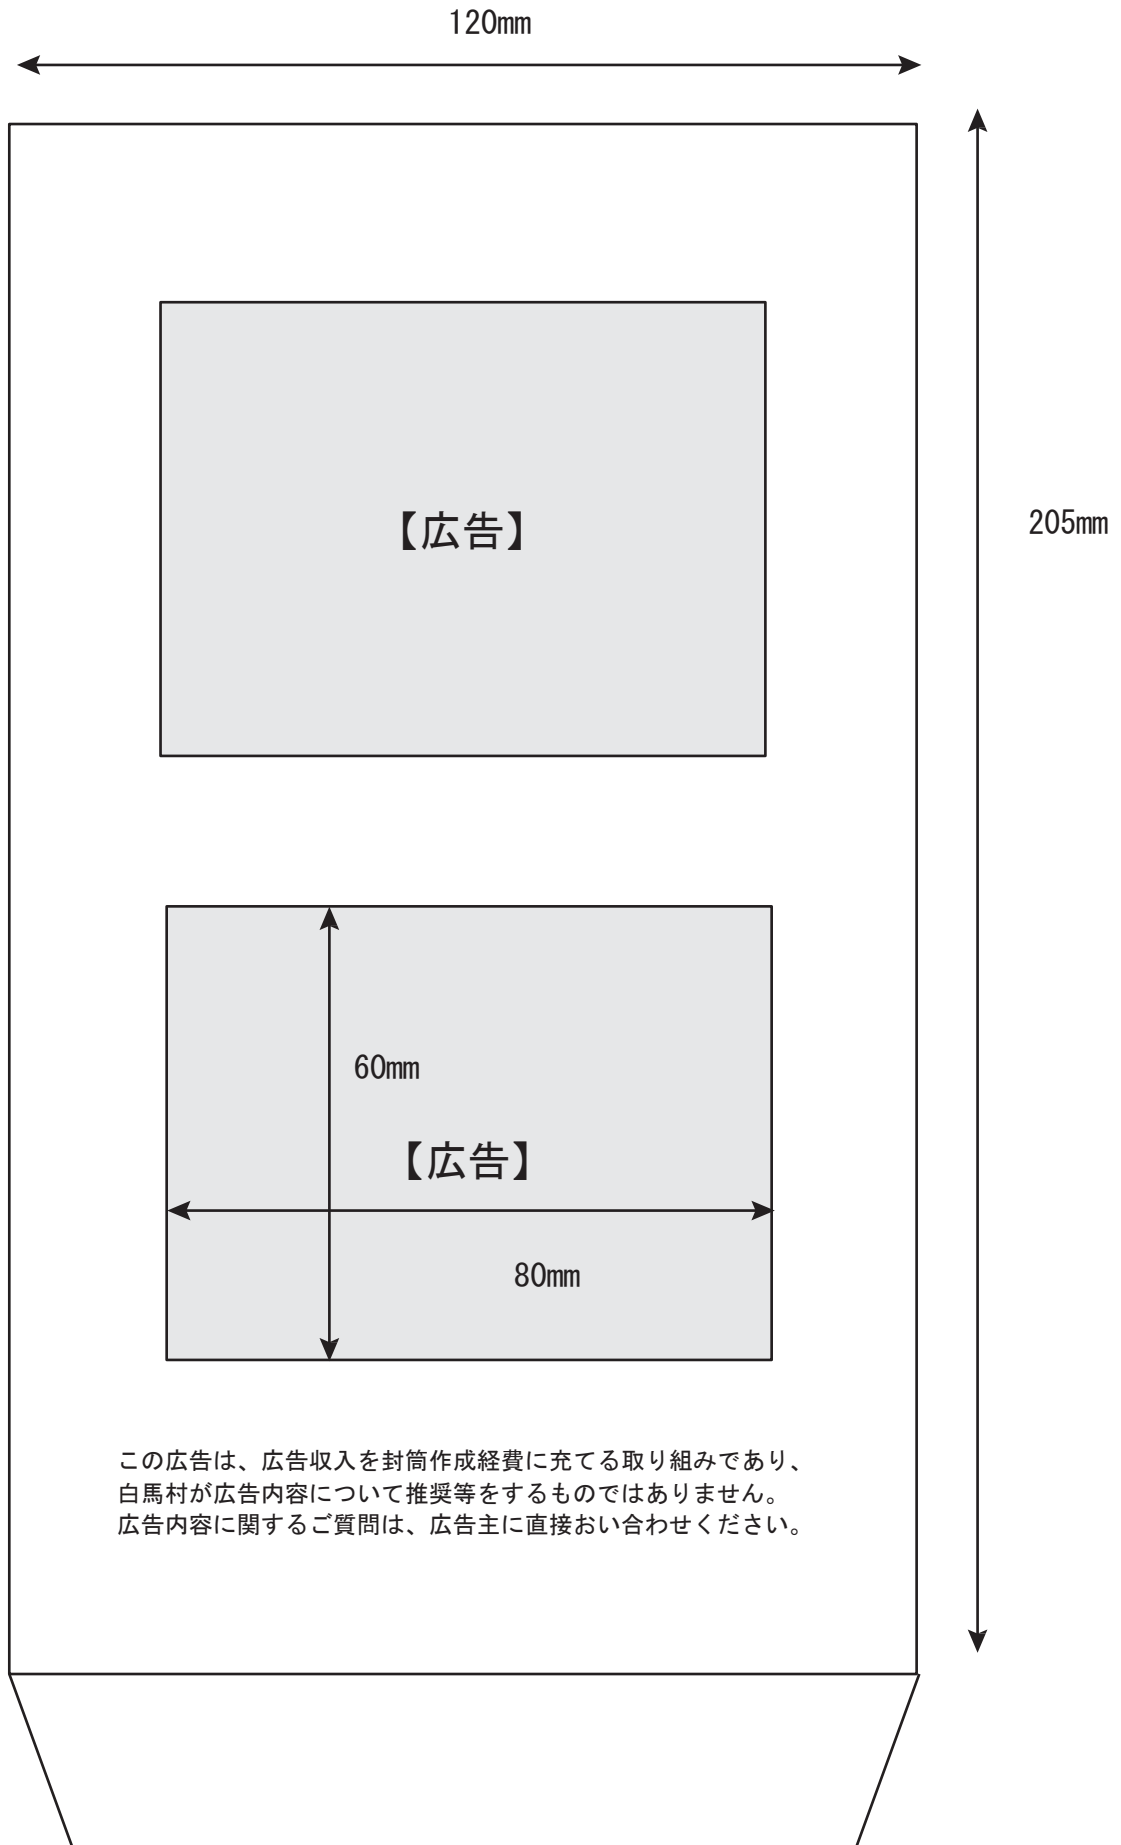 120mm
【広告】
205mm
60mm
【広告】
80mm
この広告は、広告収入を封筒作成経費に充てる取り組みであり、
白馬村が広告内容について推奨等をするものではありません。
広告内容に関するご質問は、広告主に直接おい合わせください。